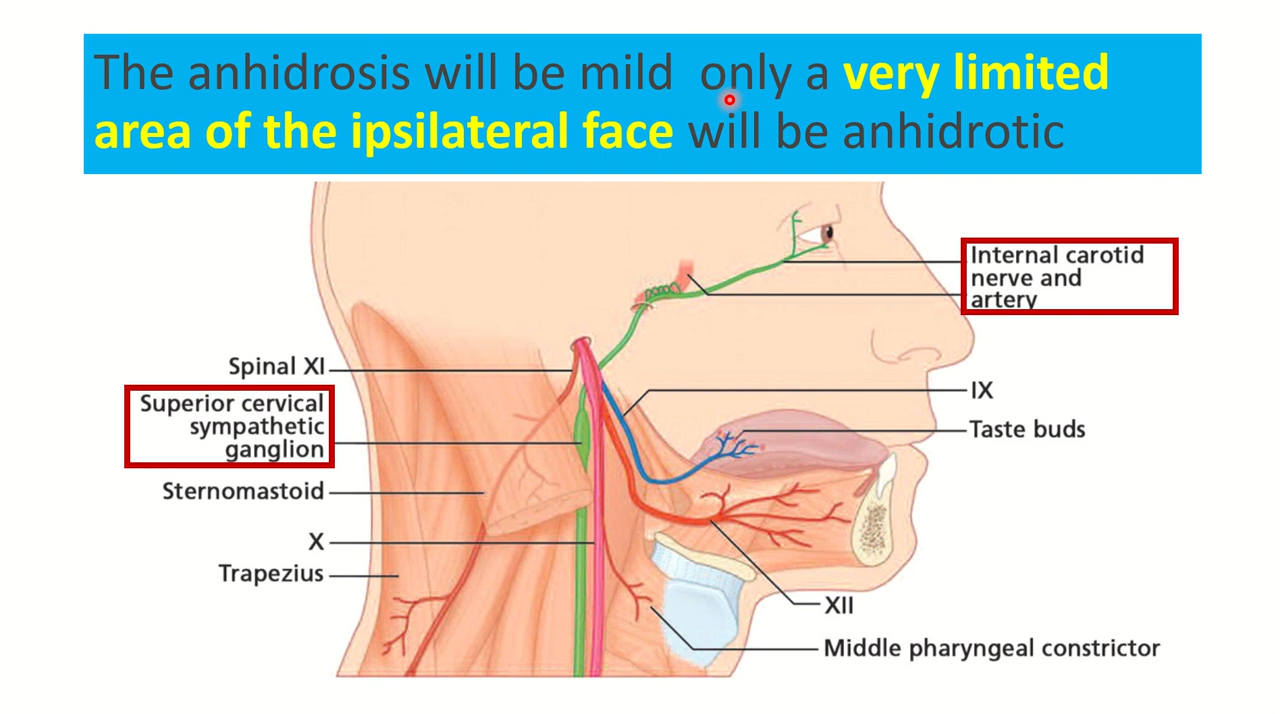 The anhidrosis will be mild  only a very limited
area of the ipsilateral face will be anhidrotic
Internal carotid
nerve and
artery
Spinal XI
Superior cervical
sympathetic
ganglion
IX
Taste buds
Sternomastoid
X
Trapezius
XII
Middle pharyngeal constrictor